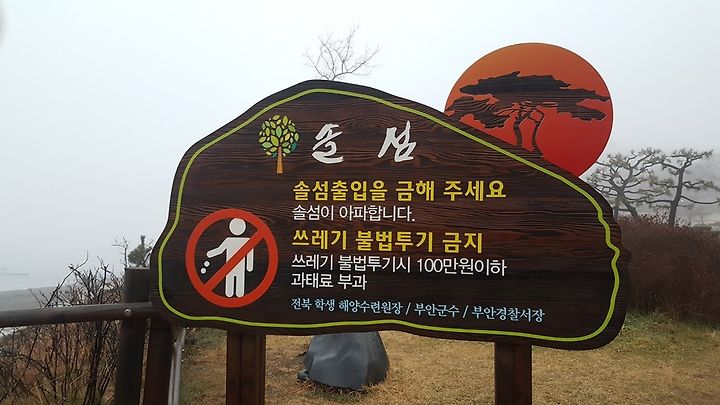 솔섬
솔섬출입을 금해 주세요
솔섬이 아파합니다.
쓰레기 불법투기 금지
쓰레기 불법투기시 100만원이하
과태료 부과
전북 학생 해양수련원장 / 부안군수 / 부안경찰서장